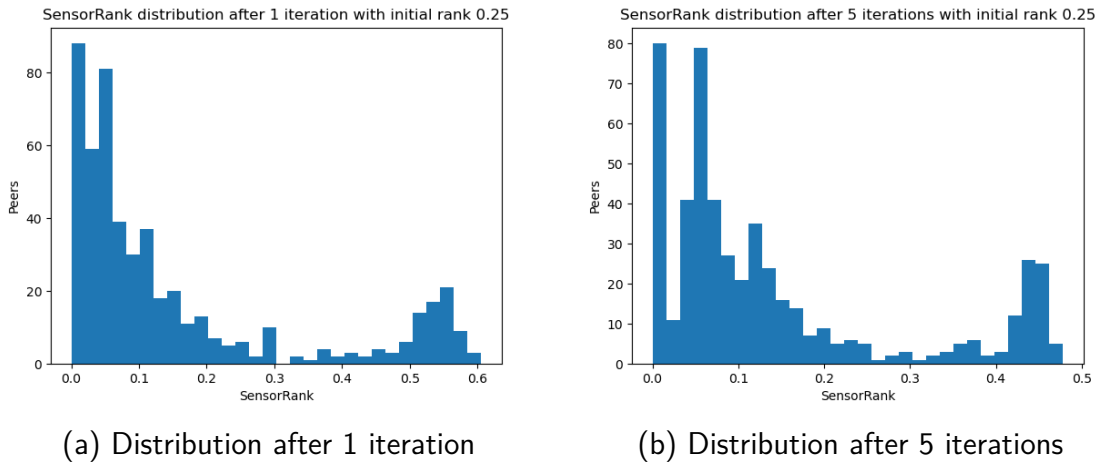 SensorRank distribution after 1 iteration with initial rank 0.25
80
60
40
20
0
Peers
0.0 0.1 0.2 0.3 0.4 0.5 0.6
SensorRank
(a) Distribution after 1 iteration
SensorRank distribution after 5 iterations with initial rank 0.25
80
70
60
50
40
30
20
10
0
Peers
0.0 0.1 0.2 0.3 0.4 0.5
SensorRank
(b) Distribution after 5 iterations